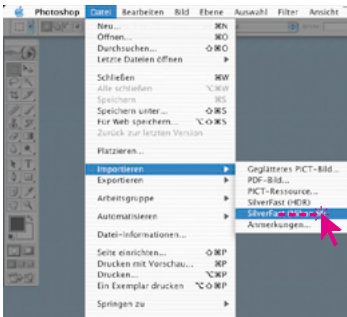 Photoshop Datei Bearbeiten Bild Ebene Auswahl Filter Ansicht
Neu... ⌘N
Öffnen... ⌘O
Durchsuchen... ⇧⌘O
Letzte Dateien öffnen
Schließen ⌘W
Alle schließen ⌥⌘W
Speichern ⌘S
Speichern unter... ⇧⌘S
Für Web speichern... ⌥⇧⌘S
Zurück zur letzten Version
Platzieren...
Importieren
Exportieren
Arbeitsgruppe
Automatisieren
Datei-Informationen...
Seite einrichten... ⇧⌘P
Drucken mit Vorschau... ⌘P
Drucken... ⌥⌘P
Ein Exemplar drucken ⌥⇧⌘P
Springen zu
Geglättetes PICT-Bild...
PDF-Bild...
PICT-Ressource...
SilverFast (HDR)
SilverFast
Anmerkungen...